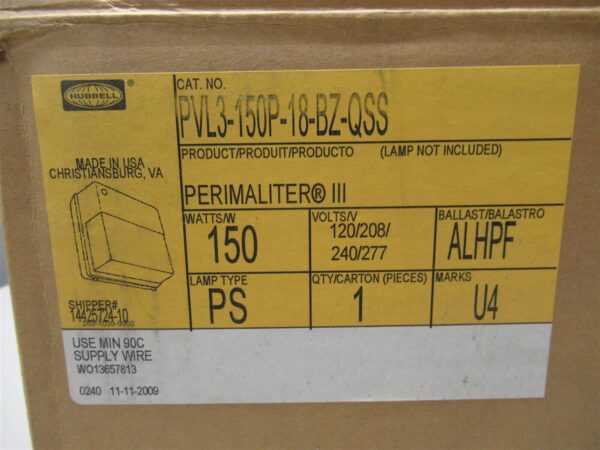 HUBBELL®
CAT. NO.
PVL3-150P-18-BZ-QSS
PRODUCT/PRODUIT/PRODUCTO (LAMP NOT INCLUDED)
PERIMALITER® III
MADE IN USA
CHRISTIANSBURG, VA
WATTS/W
150
VOLTS/V
120/208/
240/277
BALLAST/BALASTRO
ALHPF
LAMP TYPE
PS
QTY/CARTON (PIECES)
1
MARKS
U4
SHIPPER#
14425724-10
USE MIN 90C
SUPPLY WIRE
WO13657813
0240 11-11-2009